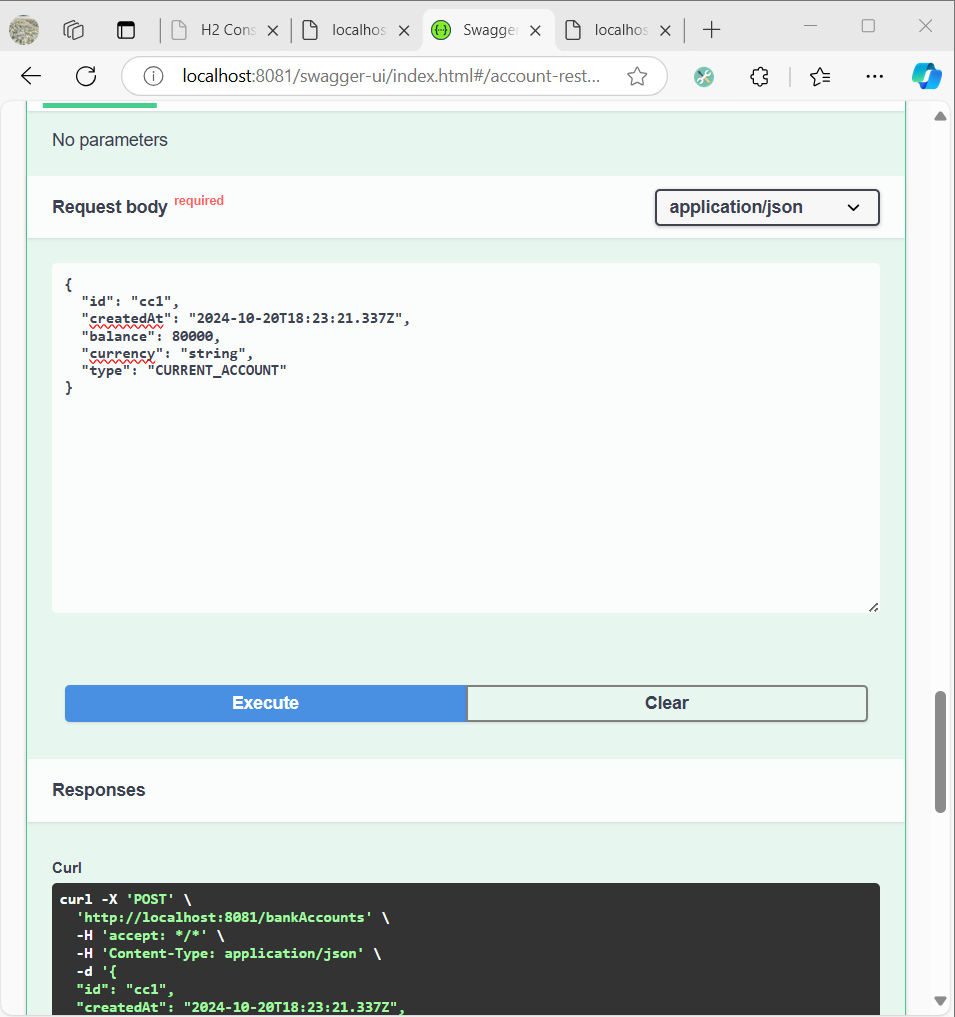 H2 Cons
localhos
Swagge
localhos
localhost:8081/swagger-ui/index.html#/account-rest...
No parameters
Request body required
application/json
{
"id": "cc1",
"createdAt": "2024-10-20T18:23:21.337Z",
"balance": 80000,
"currency": "string",
"type": "CURRENT_ACCOUNT"
}
Execute
Clear
Responses
Curl
curl -X 'POST' \
'http://localhost:8081/bankAccounts' \
-H 'accept: */*' \
-H 'Content-Type: application/json' \
-d '{
"id": "cc1",
"createdAt": "2024-10-20T18:23:21.337Z",